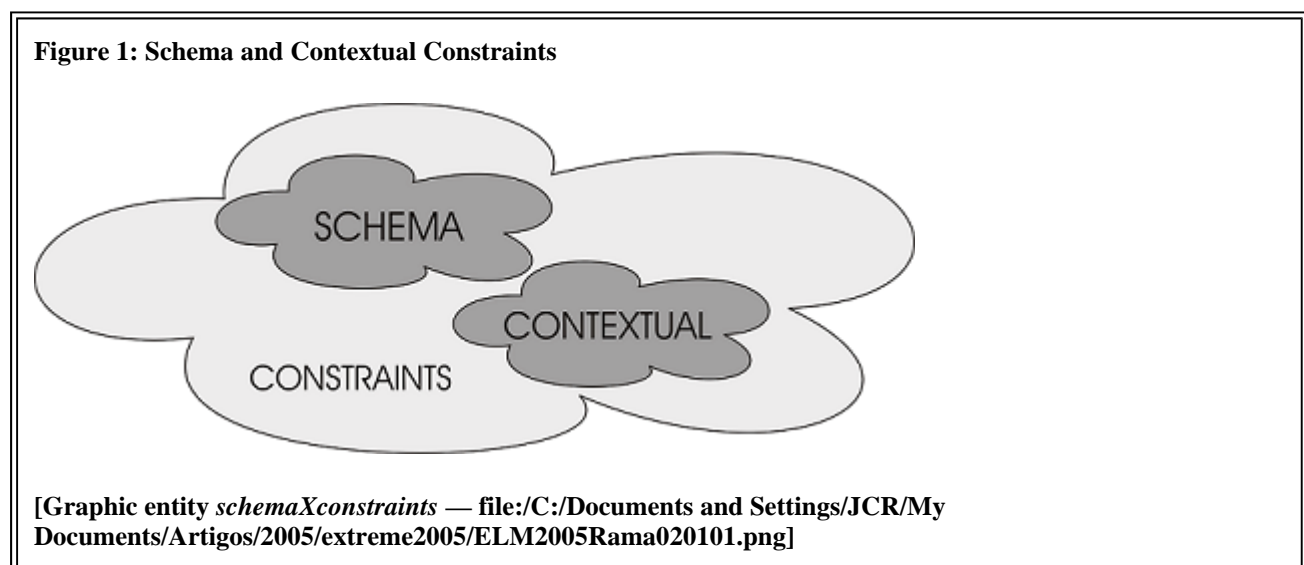 Figure 1: Schema and Contextual Constraints
SCHEMA
CONTEXTUAL
CONSTRAINTS
[Graphic entity schemaXconstraints — file:/C:/Documents and Settings/JCR/My
Documents/Artigos/2005/extreme2005/ELM2005Rama020101.png]